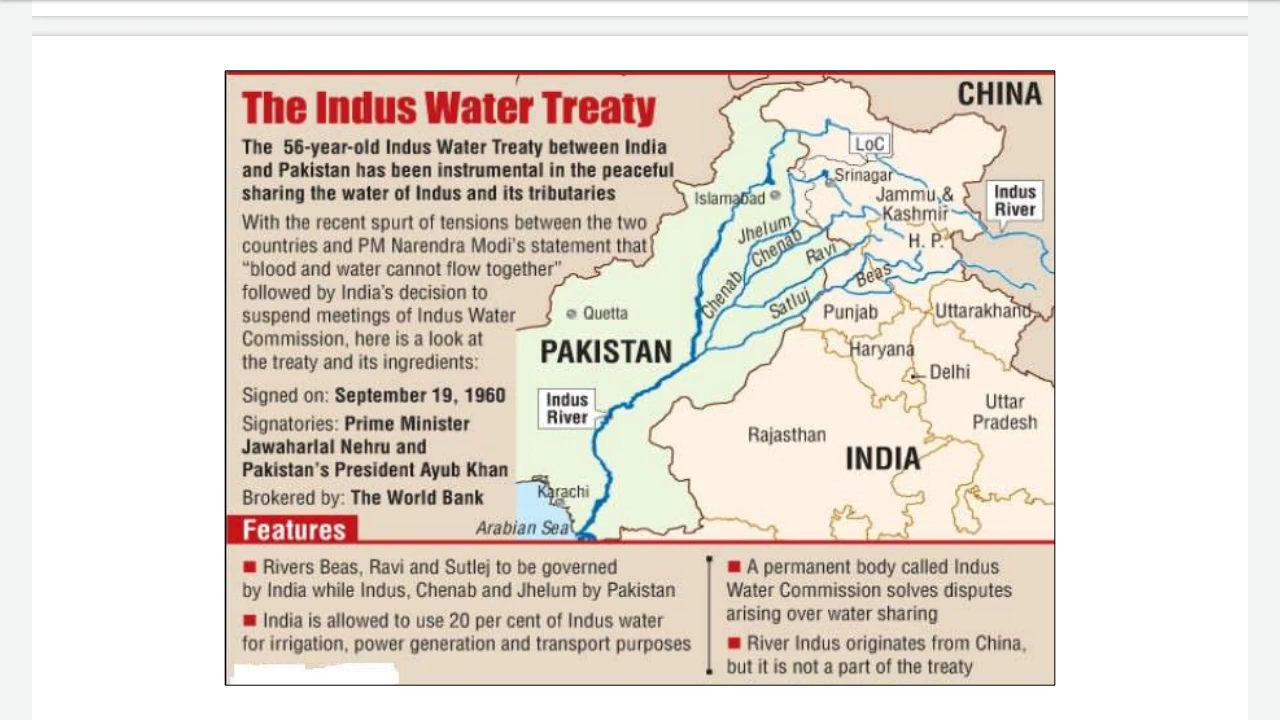 The Indus Water Treaty
The 56-year-old Indus Water Treaty between India
and Pakistan has been instrumental in the peaceful
sharing the water of Indus and its tributaries
With the recent spurt of tensions between the two
countries and PM Narendra Modi's statement that
"blood and water cannot flow together"
followed by India's decision to
suspend meetings of Indus Water
Commission, here is a look at
the treaty and its ingredients:
Signed on: September 19, 1960
Signatories: Prime Minister
Jawaharlal Nehru and
Pakistan's President Ayub Khan
Brokered by: The World Bank
CHINA
LoC
Srinagar
Islamabad
Jammu &
Kashmir
Indus
River
Jhelum
Chenab
Ravi
H. P.
Chenab
Satluj
Beas
Quetta
Punjab
Uttarakhand
PAKISTAN
Haryana
Delhi
Indus
River
Uttar
Pradesh
Rajasthan
INDIA
Karachi
Arabian Sea
Features
Rivers Beas, Ravi and Sutlej to be governed
by India while Indus, Chenab and Jhelum by Pakistan
India is allowed to use 20 per cent of Indus water
for irrigation, power generation and transport purposes
A permanent body called Indus
Water Commission solves disputes
arising over water sharing
River Indus originates from China,
but it is not a part of the treaty